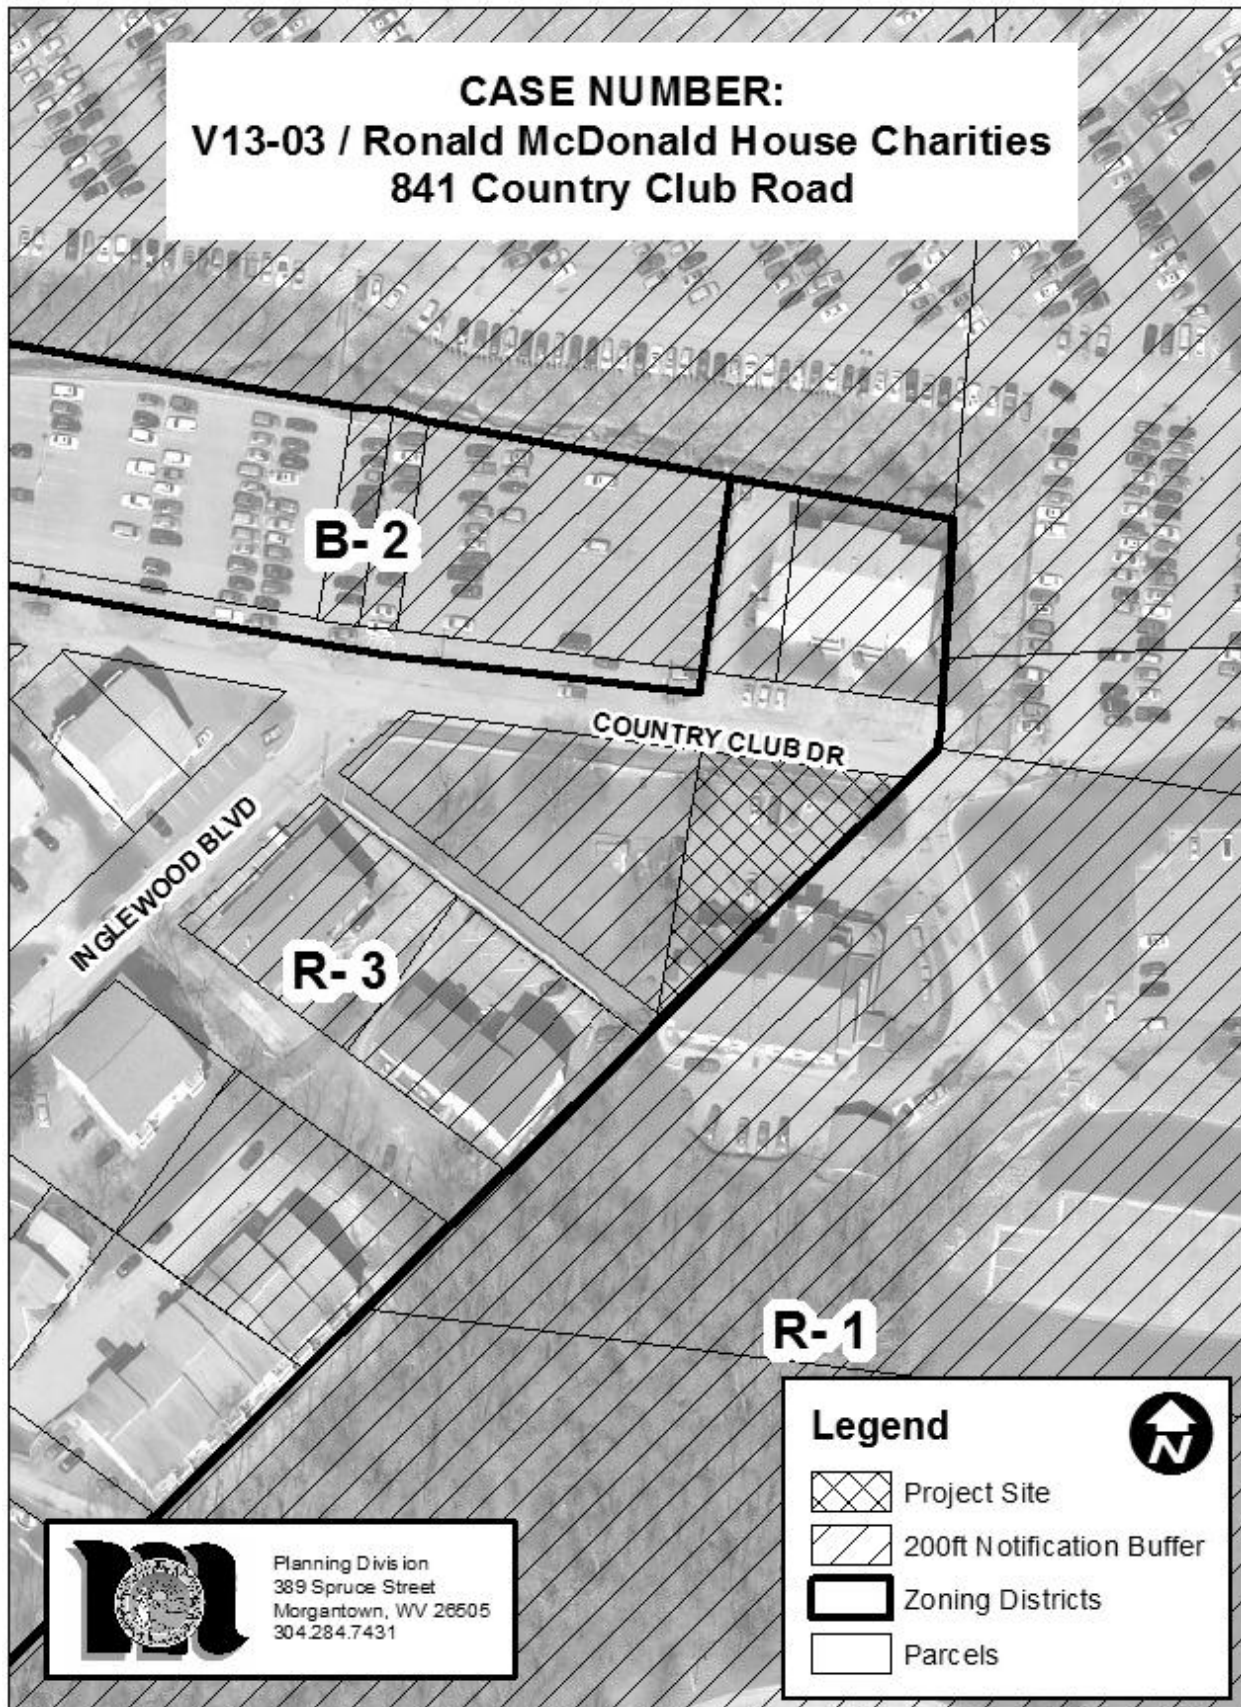 CASE NUMBER:
V13-03 / Ronald McDonald House Charities
841 Country Club Road
B-2
COUNTRY CLUB DR
INGLEWOOD BLVD
R-3
R-1
Legend
N
Project Site
200ft Notification Buffer
Zoning Districts
Parcels
m
Planning Division
389 Spruce Street
Morgantown, WV 26505
304.284.7431